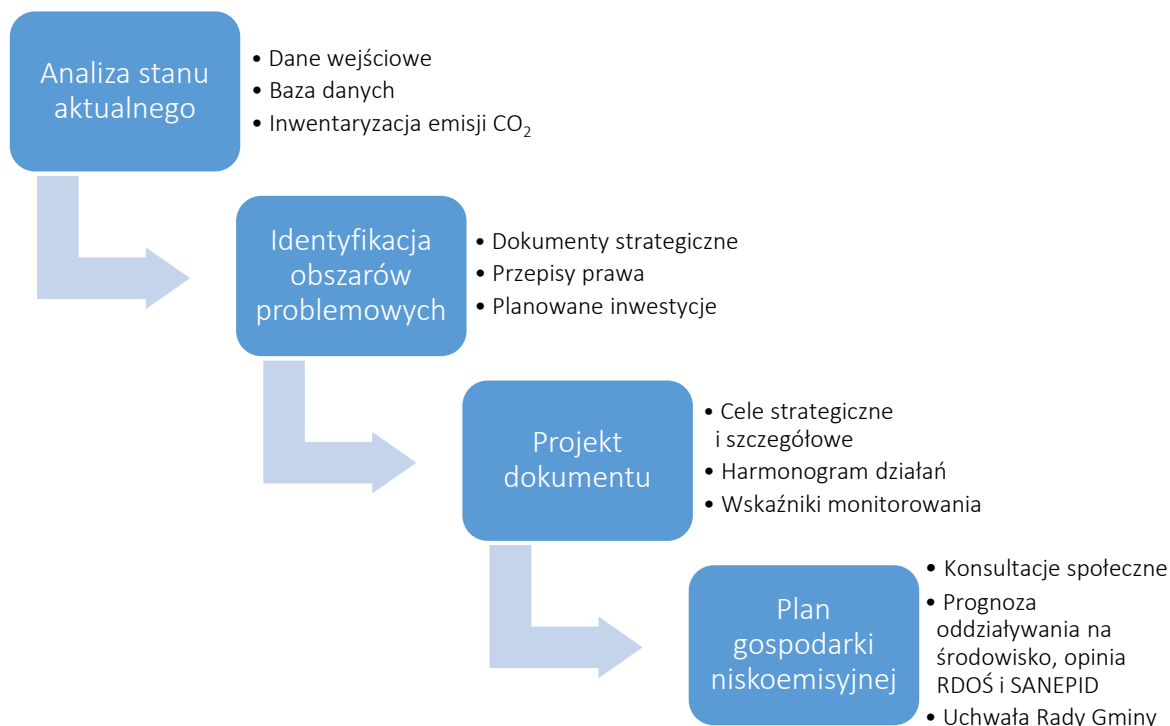 Analiza stanu
aktualnego
• Dane wejściowe
• Baza danych
• Inwentaryzacja emisji CO₂
Identyfikacja
obszarów
problemowych
• Dokumenty strategiczne
• Przepisy prawa
• Planowane inwestycje
Projekt
dokumentu
• Cele strategiczne
i szczegółowe
• Harmonogram działań
• Wskaźniki monitorowania
Plan
gospodarki
niskoemisyjnej
• Konsultacje społeczne
• Prognoza
oddziaływania na
środowisko, opinia
RDOŚ i SANEPID
• Uchwała Rady Gminy